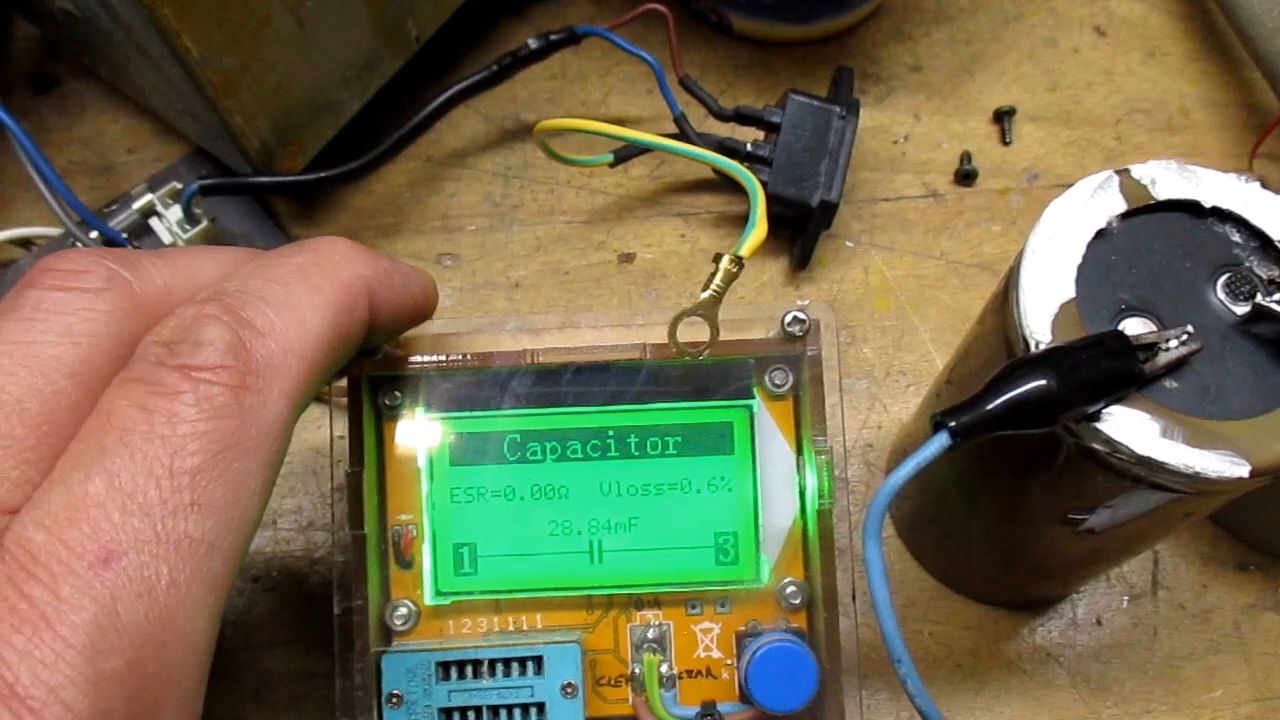 Capacitor
ESR=0.00Ω Vloss=0.6%
28.84mF
1 3
1231111
K